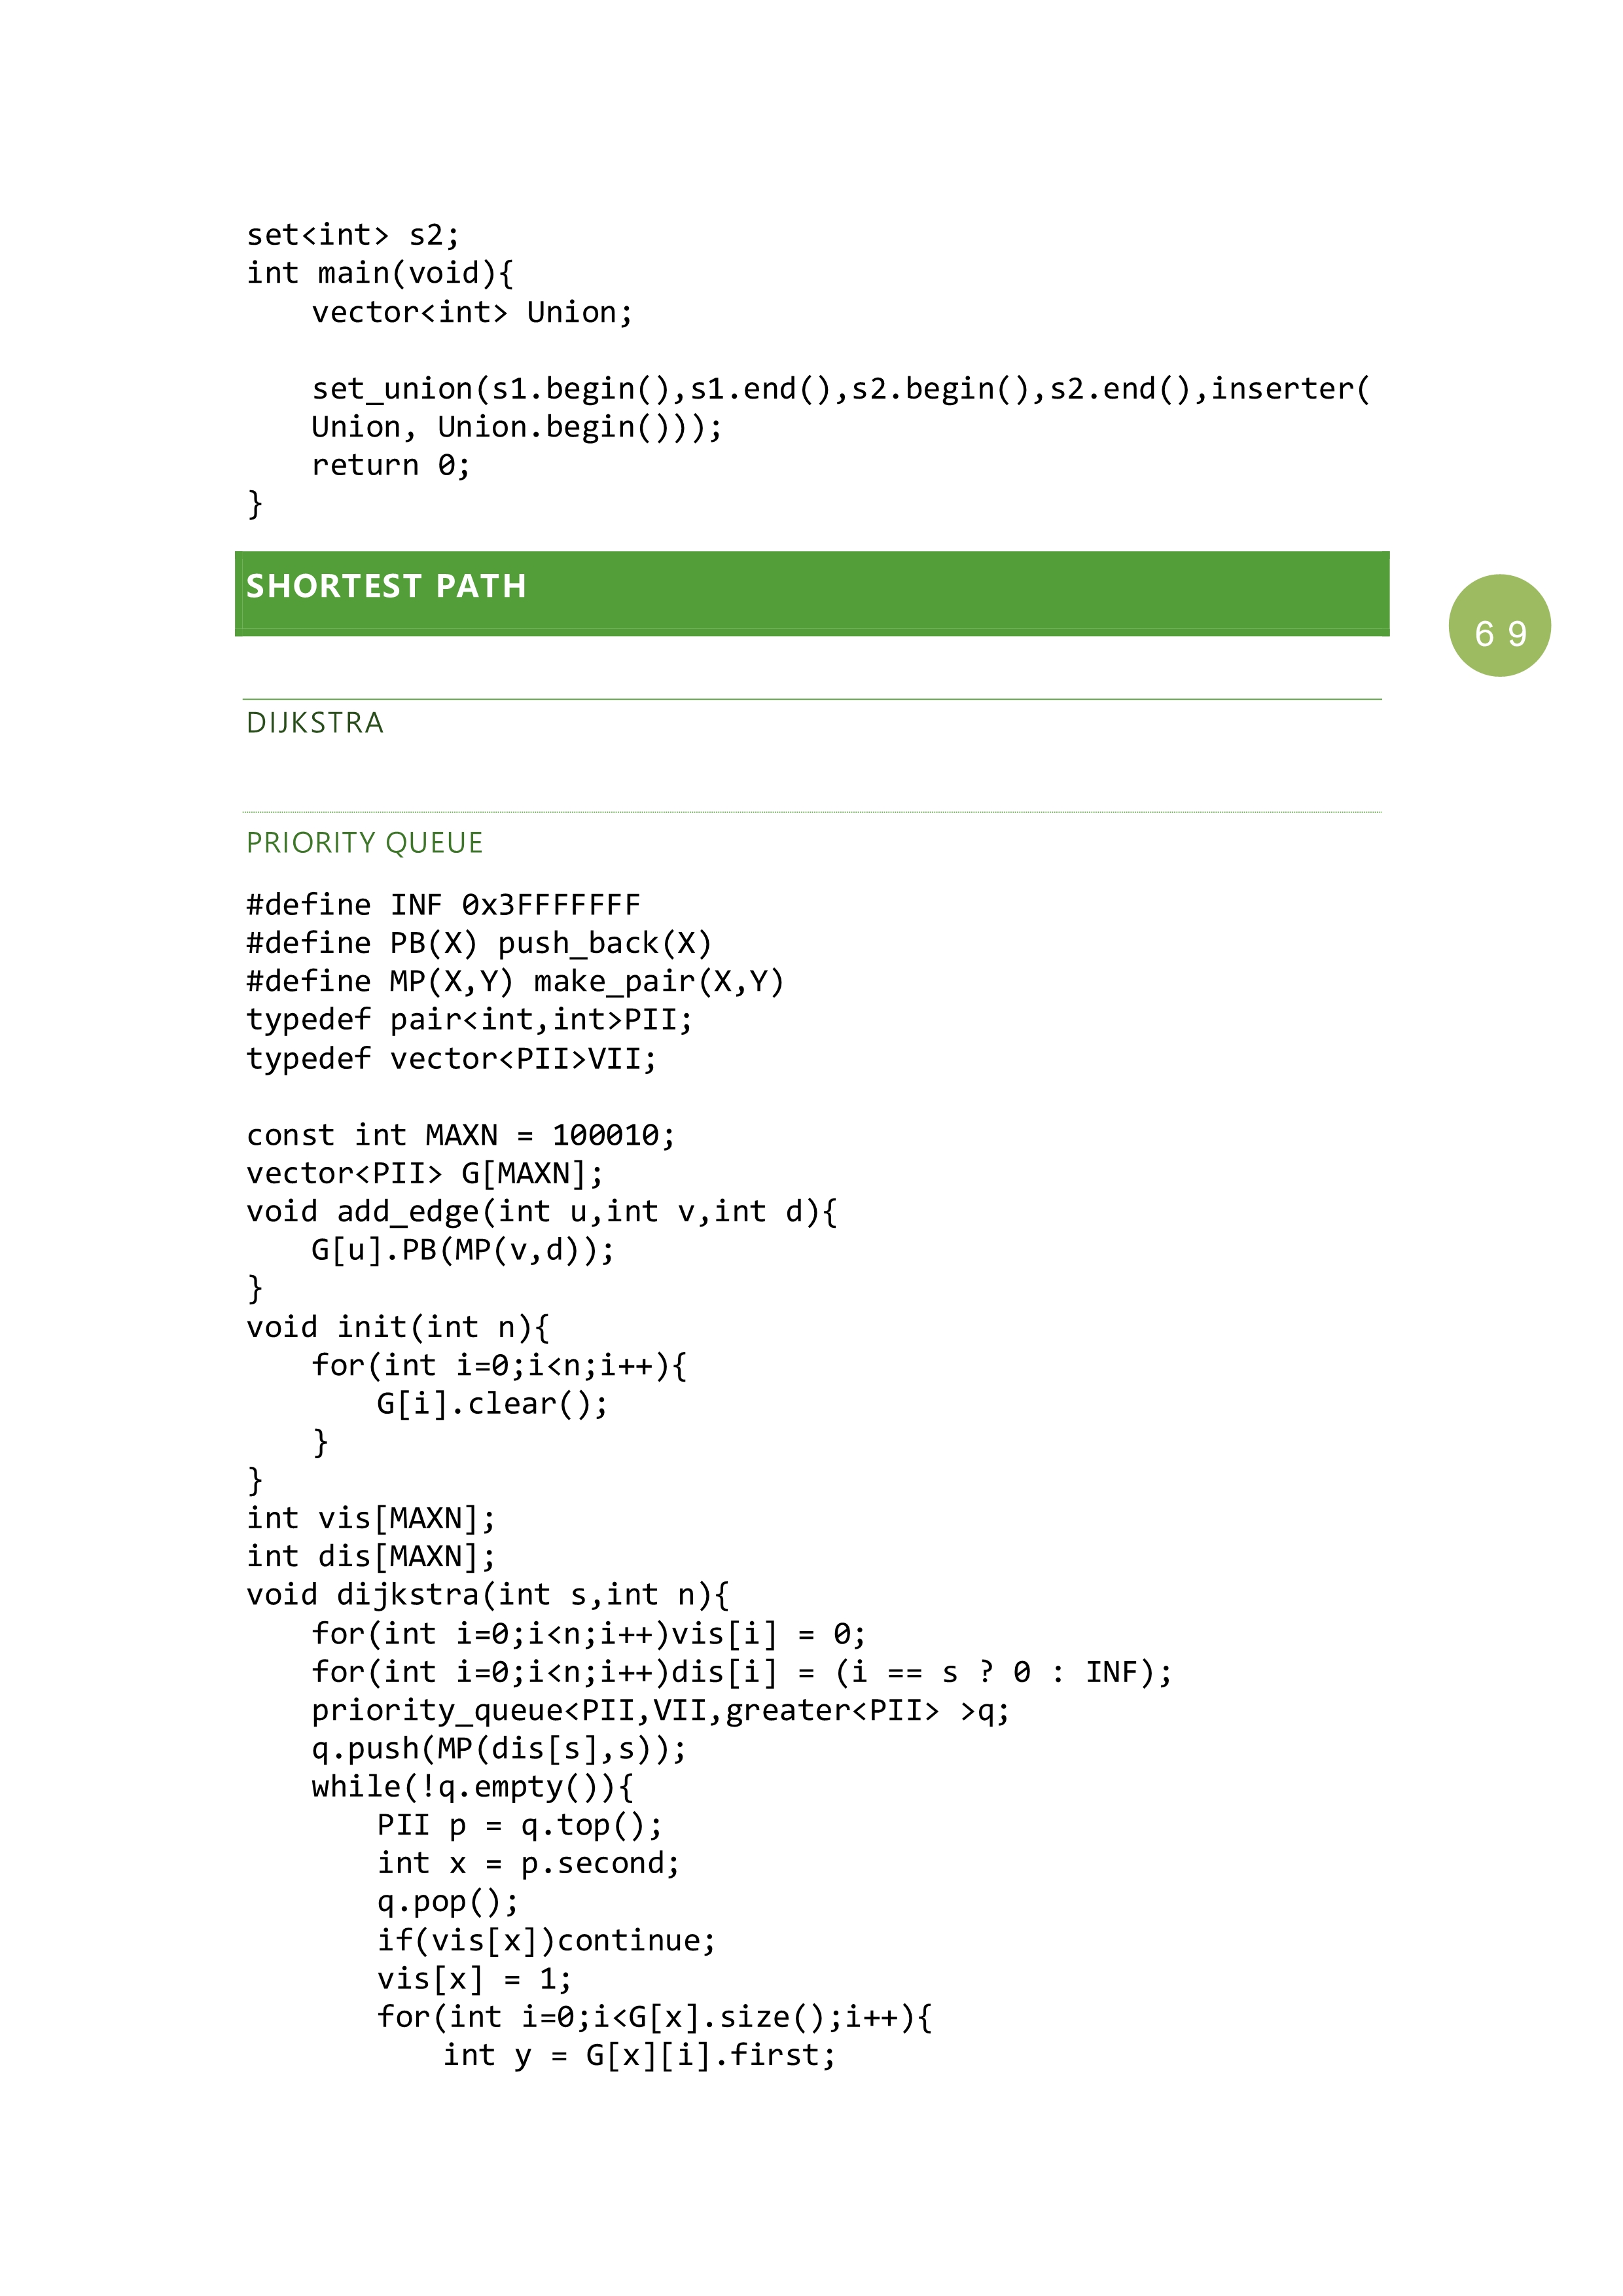 set<int> s2;
int main(void){
    vector<int> Union;

    set_union(s1.begin(),s1.end(),s2.begin(),s2.end(),inserter(
    Union, Union.begin()));
    return 0;
}
SHORTEST PATH
69
DIJKSTRA
PRIORITY QUEUE
#define INF 0x3FFFFFFF
#define PB(X) push_back(X)
#define MP(X,Y) make_pair(X,Y)
typedef pair<int,int>PII;
typedef vector<PII>VII;

const int MAXN = 100010;
vector<PII> G[MAXN];
void add_edge(int u,int v,int d){
    G[u].PB(MP(v,d));
}
void init(int n){
    for(int i=0;i<n;i++){
        G[i].clear();
    }
}
int vis[MAXN];
int dis[MAXN];
void dijkstra(int s,int n){
    for(int i=0;i<n;i++)vis[i] = 0;
    for(int i=0;i<n;i++)dis[i] = (i == s ? 0 : INF);
    priority_queue<PII,VII,greater<PII> >q;
    q.push(MP(dis[s],s));
    while(!q.empty()){
        PII p = q.top();
        int x = p.second;
        q.pop();
        if(vis[x])continue;
        vis[x] = 1;
        for(int i=0;i<G[x].size();i++){
            int y = G[x][i].first;